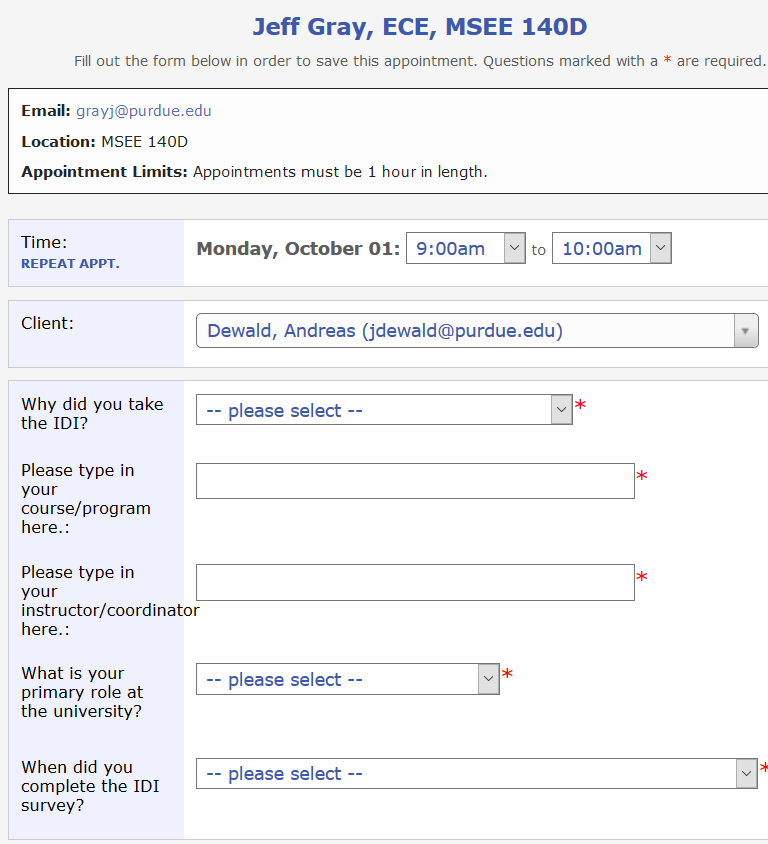 Jeff Gray, ECE, MSEE 140D
Fill out the form below in order to save this appointment. Questions marked with a * are required.
Email: grayj@purdue.edu
Location: MSEE 140D
Appointment Limits: Appointments must be 1 hour in length.
Time:
REPEAT APPT.
Monday, October 01: 9:00am to 10:00am
Client:
Dewald, Andreas (jdewald@purdue.edu)
Why did you take
the IDI?
-- please select -- *
Please type in
your
course/program
here.:
*
Please type in
your
instructor/coordinator
here.:
*
What is your
primary role at
the university?
-- please select -- *
When did you
complete the IDI
survey?
-- please select -- *